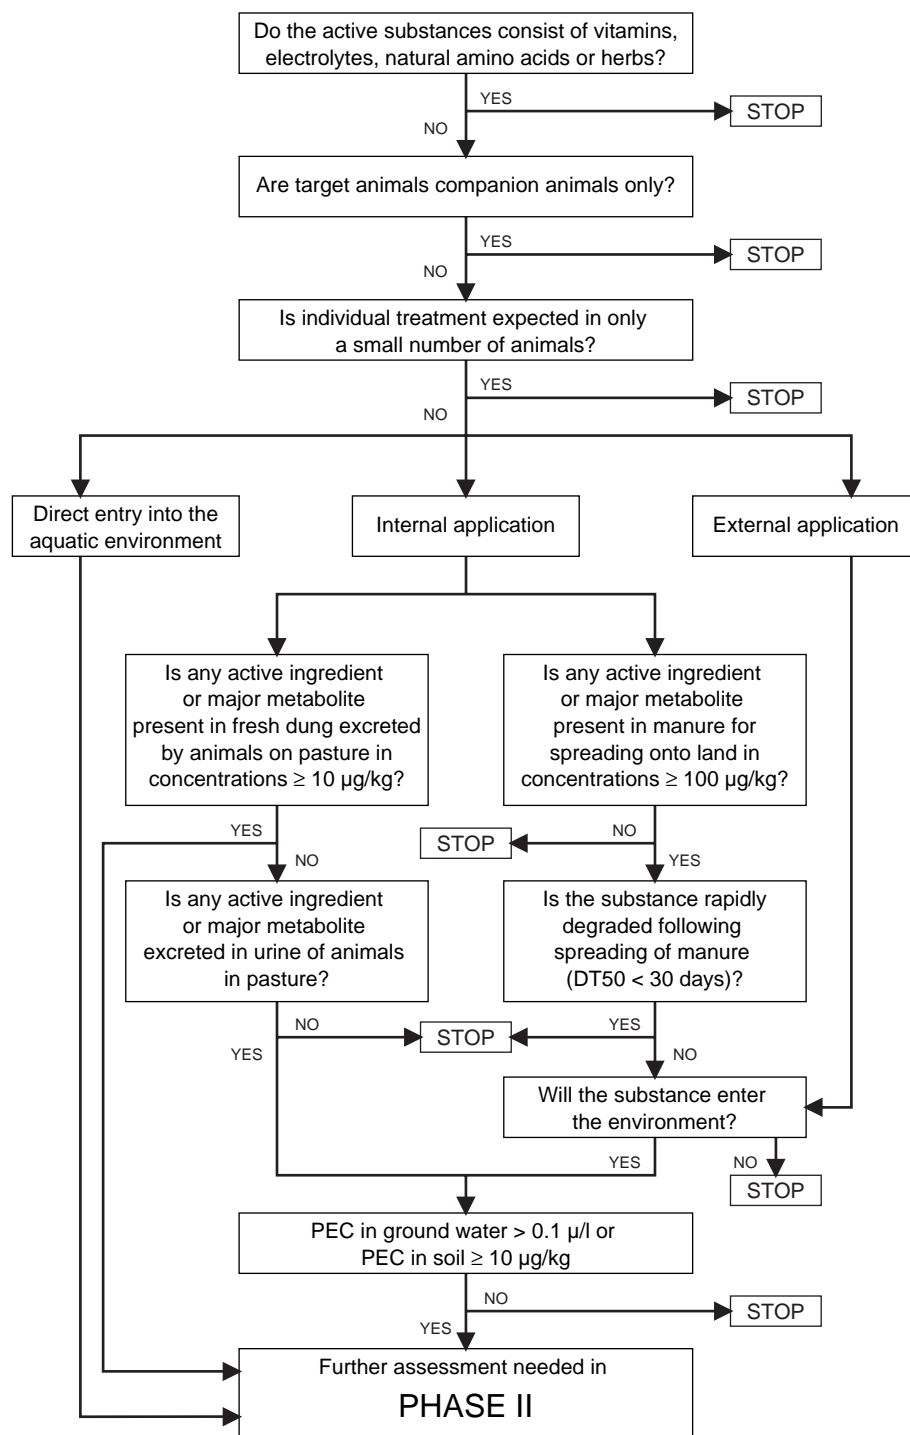 Do the active substances consist of vitamins,
electrolytes, natural amino acids or herbs?
YES
STOP
NO
Are target animals companion animals only?
YES
STOP
NO
Is individual treatment expected in only
a small number of animals?
YES
STOP
NO
Direct entry into the
aquatic environment
Internal application
External application
Is any active ingredient
or major metabolite
present in fresh dung excreted
by animals on pasture in
concentrations ≥ 10 μg/kg?
Is any active ingredient
or major metabolite
present in manure for
spreading onto land in
concentrations ≥ 100 μg/kg?
YES
NO
STOP
NO
YES
Is any active ingredient
or major metabolite
excreted in urine of animals
in pasture?
Is the substance rapidly
degraded following
spreading of manure
(DT50 < 30 days)?
NO
STOP
YES
YES
NO
Will the substance enter
the environment?
YES
NO
STOP
PEC in ground water > 0.1 μ/l or
PEC in soil ≥ 10 μg/kg
NO
STOP
YES
Further assessment needed in
PHASE II